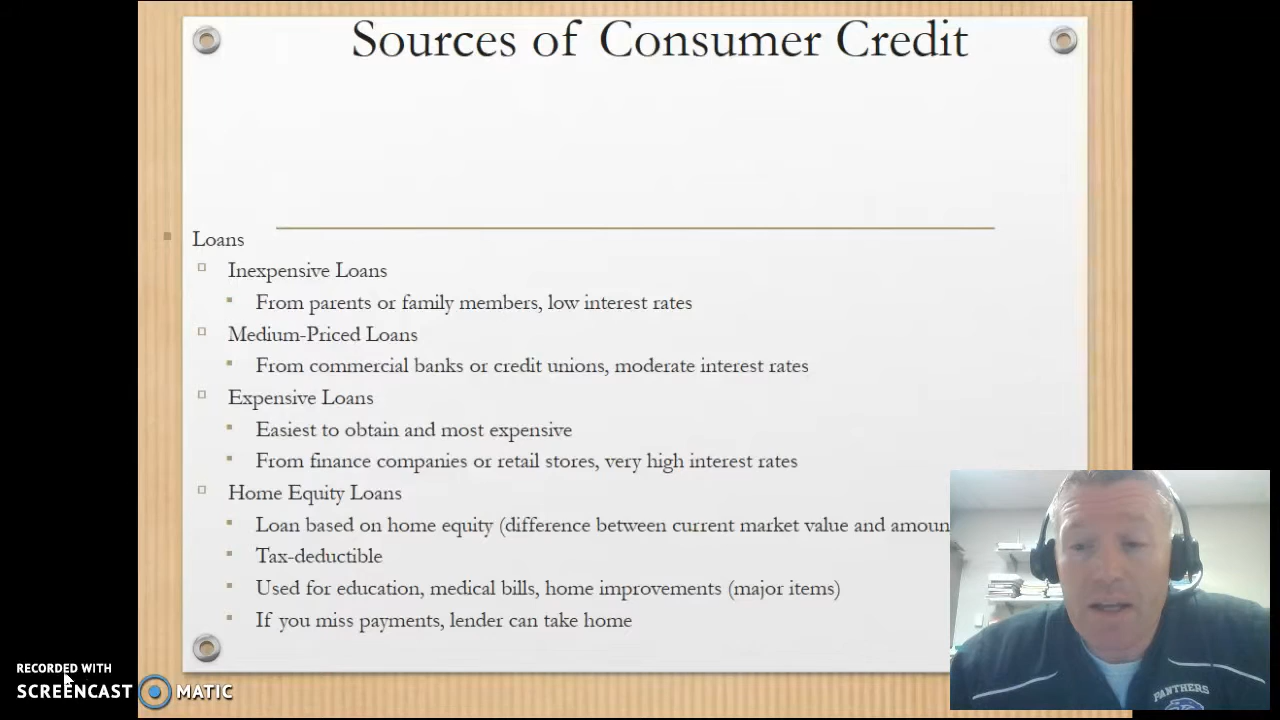 Sources of Consumer Credit
Loans
Inexpensive Loans
From parents or family members, low interest rates
Medium-Priced Loans
From commercial banks or credit unions, moderate interest rates
Expensive Loans
Easiest to obtain and most expensive
From finance companies or retail stores, very high interest rates
Home Equity Loans
Loan based on home equity (difference between current market value and amoun
Tax-deductible
Used for education, medical bills, home improvements (major items)
If you miss payments, lender can take home
RECORDED WITH
SCREENCAST MATIC
PANTHERS